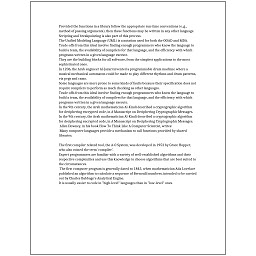 Provided the functions in a library follow the appropriate run-time conventions (e.g.,
method of passing arguments), then these functions may be written in any other language.
Scripting and breakpointing is also part of this process.
The Unified Modeling Language (UML) is a notation used for both the OOAD and MDA.
Trade-offs from this ideal involve finding enough programmers who know the language to
build a team, the availability of compilers for that language, and the efficiency with which
programs written in a given language execute.
They are the building blocks for all software, from the simplest applications to the most
sophisticated ones.
In 1206, the Arab engineer Al-Jazari invented a programmable drum machine where a
musical mechanical automaton could be made to play different rhythms and drum patterns,
via pegs and cams.
Some languages are more prone to some kinds of faults because their specification does not
require compilers to perform as much checking as other languages.
Trade-offs from this ideal involve finding enough programmers who know the language to
build a team, the availability of compilers for that language, and the efficiency with which
programs written in a given language execute.
In the 9th century, the Arab mathematician Al-Kindi described a cryptographic algorithm
for deciphering encrypted code, in A Manuscript on Deciphering Cryptographic Messages.
In the 9th century, the Arab mathematician Al-Kindi described a cryptographic algorithm
for deciphering encrypted code, in A Manuscript on Deciphering Cryptographic Messages.
Allen Downey, in his book How To Think Like A Computer Scientist, writes:
Many computer languages provide a mechanism to call functions provided by shared
libraries.
The first compiler related tool, the A-0 System, was developed in 1952 by Grace Hopper,
who also coined the term 'compiler'.
Expert programmers are familiar with a variety of well-established algorithms and their
respective complexities and use this knowledge to choose algorithms that are best suited to
the circumstances.
The first computer program is generally dated to 1843, when mathematician Ada Lovelace
published an algorithm to calculate a sequence of Bernoulli numbers, intended to be carried
out by Charles Babbage's Analytical Engine.
It is usually easier to code in "high-level" languages than in "low-level" ones.